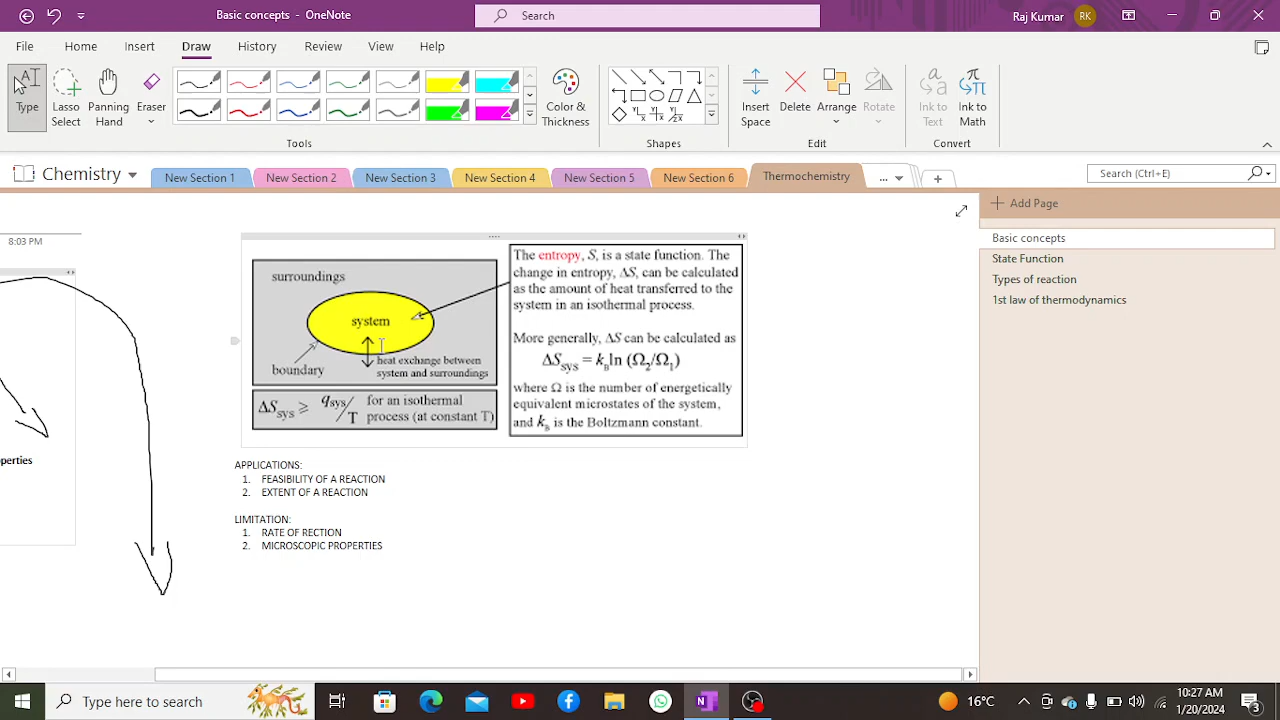 Basic concepts - OneNote
Search
Raj Kumar
RK
File
Home
Insert
Draw
History
Review
View
Help
Type
Lasso
Select
Panning
Hand
Eraser
Color &
Thickness
Insert
Space
Delete
Arrange
Rotate
Ink to
Text
Ink to
Math
Tools
Shapes
Edit
Convert
Chemistry
New Section 1
New Section 2
New Section 3
New Section 4
New Section 5
New Section 6
Thermochemistry
...
Search (Ctrl+E)
Add Page
Basic concepts
State Function
Types of reaction
1st law of thermodynamics
8:03 PM
surroundings
system
boundary
heat exchange between
system and surroundings
ΔSsys ⩾ qsys/T for an isothermal
process (at constant T)
The entropy, S, is a state function. The
change in entropy, ΔS, can be calculated
as the amount of heat transferred to the
system in an isothermal process.
More generally, ΔS can be calculated as
ΔSsys = kBln (Ω2/Ω1)
where Ω is the number of energetically
equivalent microstates of the system,
and kB is the Boltzmann constant.
APPLICATIONS:
1. FEASIBILITY OF A REACTION
2. EXTENT OF A REACTION
LIMITATION:
1. RATE OF RECTION
2. MICROSCOPIC PROPERTIES
Type here to search
16°C
10:27 AM
1/20/2024
3